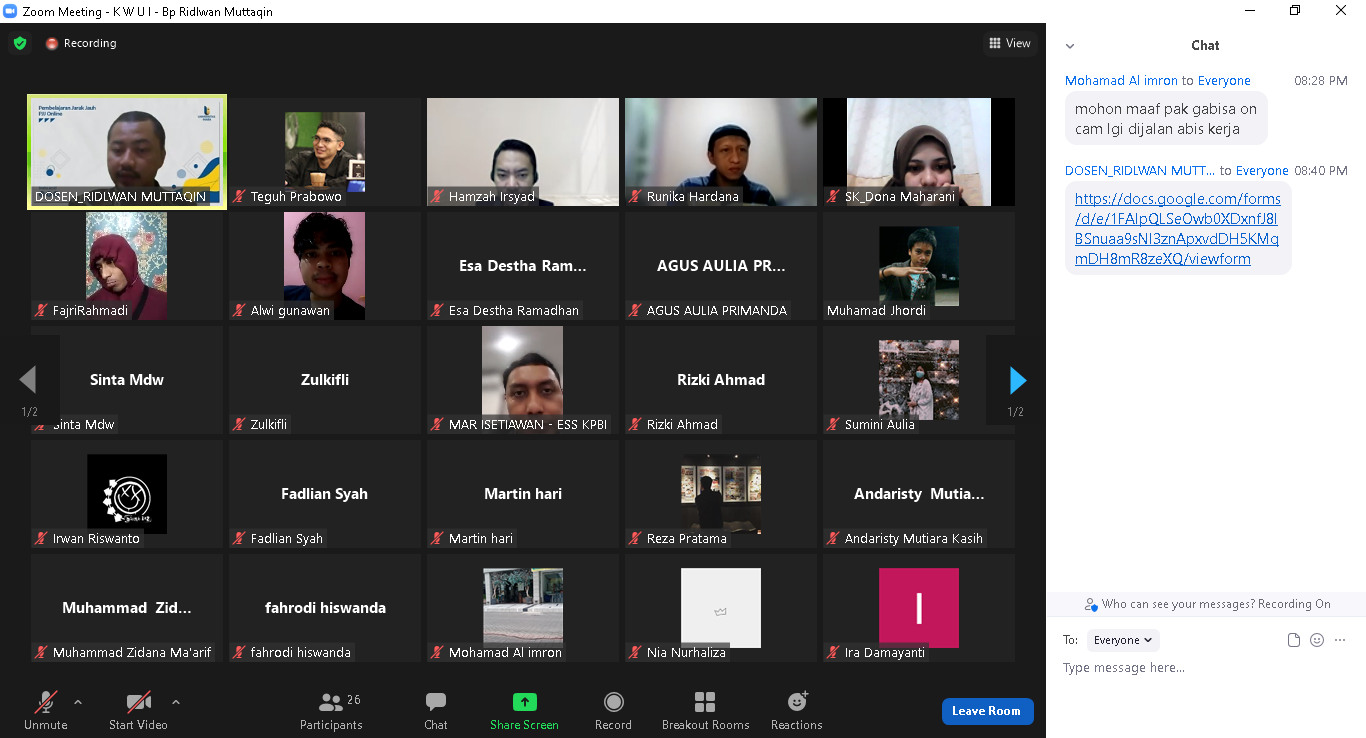 Zoom Meeting - K W U I - Bp Ridlwan Muttaqin
Recording
View
Pembelajaran Jarak Jauh
PJJ Online
DOSEN_RIDLWAN MUTTAQIN
Teguh Prabowo
Hamzah Irsyad
Runika Hardana
SK_Dona Maharani
FajriRahmadi
Alwi gunawan
Esa Destha Ram...
Esa Destha Ramadhan
AGUS AULIA PR...
AGUS AULIA PRIMANDA
Muhamad Jhordi
Sinta Mdw
Sinta Mdw
Zulkifli
Zulkifli
MAR ISETIAWAN - ESS KPBI
Rizki Ahmad
Rizki Ahmad
Sumini Aulia
1/2
1/2
Irwan Riswanto
Fadlian Syah
Fadlian Syah
Martin hari
Martin hari
Reza Pratama
Andaristy Mutia...
Andaristy Mutiara Kasih
Muhammad Zid...
Muhammad Zidana Ma'arif
fahrodi hiswanda
fahrodi hiswanda
Mohamad Al imron
Nia Nurhaliza
I
Ira Damayanti
Unmute
Start Video
26
Participants
Chat
Share Screen
Record
Breakout Rooms
Reactions
Leave Room
Chat
Mohamad Al imron to Everyone 08:28 PM
mohon maaf pak gabisa on
cam lgi dijalan abis kerja
DOSEN_RIDLWAN MUTT... to Everyone 08:40 PM
https://docs.google.com/forms
/d/e/1FAIpQLSeOwb0XDxnfJ8I
BSnuaa9sNI3znApxvdDH5KMq
mDH8mR8zeXQ/viewform
Who can see your messages? Recording On
To: Everyone
Type message here...